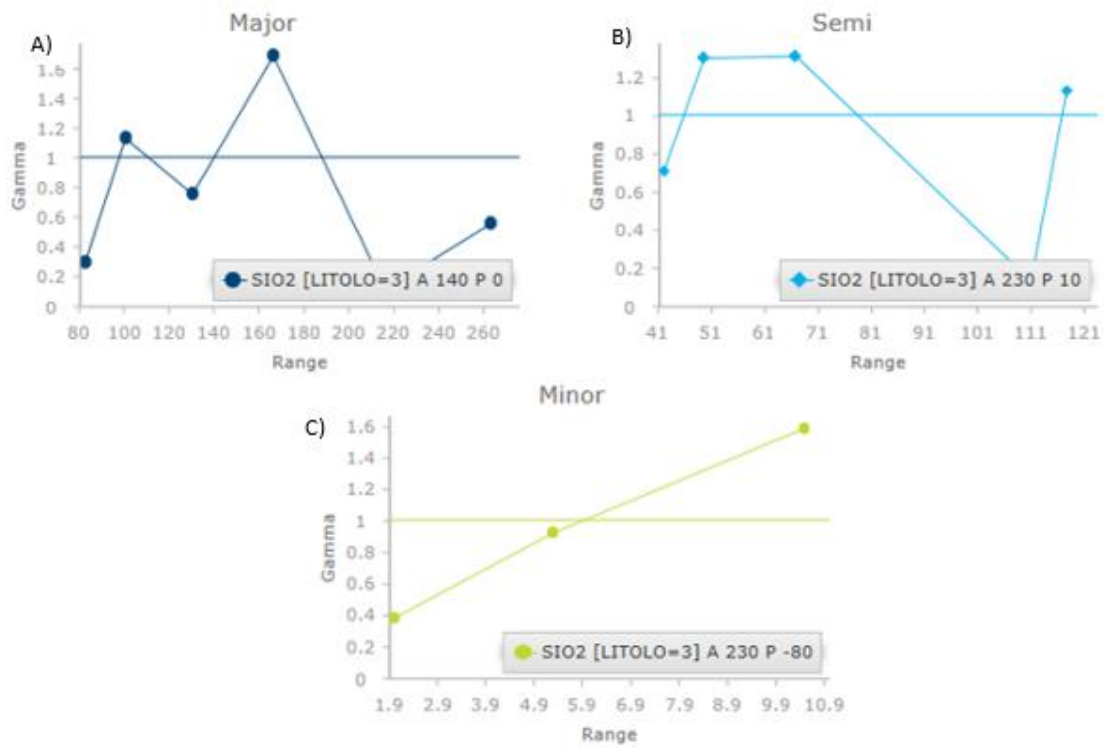 A)
Major
1.6
1.4
1.2
1
0.8
0.6
0.4
0.2
0
Gamma
SIO2 [LITOLO=3] A 140 P 0
80 100 120 140 160 180 200 220 240 260
Range
B)
Semi
1.2
1
0.8
0.6
0.4
0.2
0
Gamma
SIO2 [LITOLO=3] A 230 P 10
41 51 61 71 81 91 101 111 121
Range
C)
Minor
1.6
1.4
1.2
1
0.8
0.6
0.4
0.2
0
Gamma
SIO2 [LITOLO=3] A 230 P -80
1.9 2.9 3.9 4.9 5.9 6.9 7.9 8.9 9.9 10.9
Range